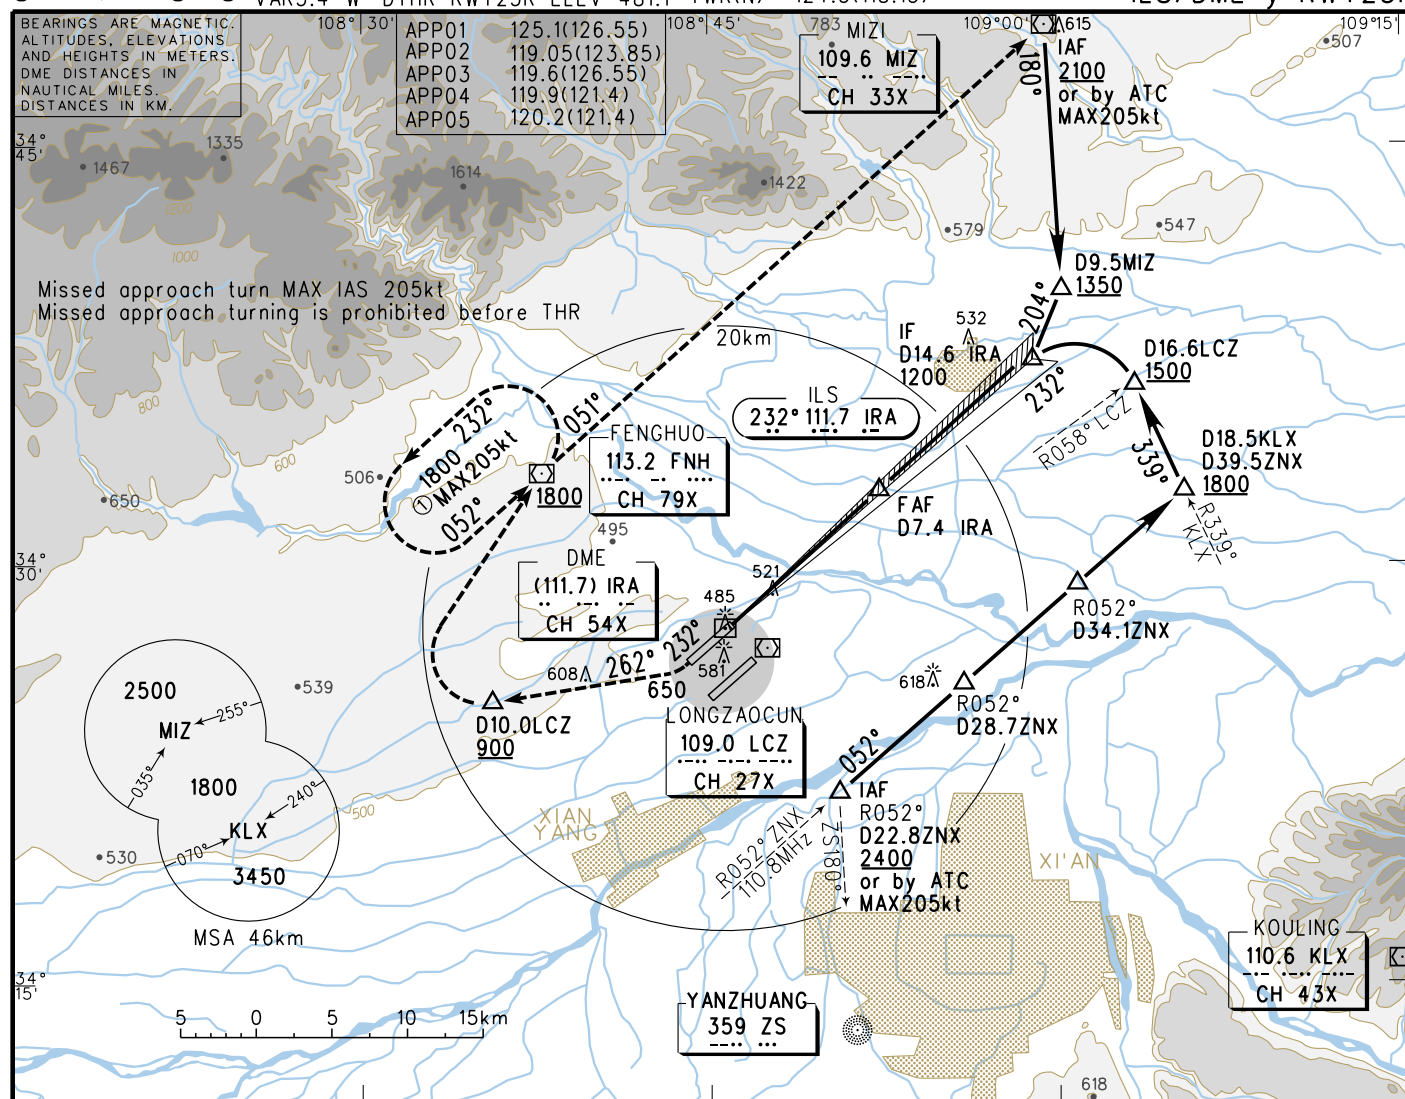 BEARINGS ARE MAGNETIC.
ALTITUDES, ELEVATIONS
AND HEIGHTS IN METERS.
DME DISTANCES IN
NAUTICAL MILES.
DISTANCES IN KM.
108°30'
108°45'
109°00'
109°15'
APP01 125.1(126.55)
APP02 119.05(123.85)
APP03 119.6(126.55)
APP04 119.9(121.4)
APP05 120.2(121.4)
783
MIZI
109.6 MIZ
CH 33X
615
IAF
2100
or by ATC
MAX205kt
180°
507
34°
45'
1467
1335
1614
1422
1200
1000
579
547
Missed approach turn MAX IAS 205kt
Missed approach turning is prohibited before THR
D9.5MIZ
1350
204°
20km
532
IF
D14.6 IRA
1200
D16.6LCZ
1500
232°
ILS
232° 111.7 IRA
R058° LCZ
339°
D18.5KLX
D39.5ZNX
1800
R339°
KLX
800
600
650
506
1800 232°
① MAX205kt
052°
051°
1800
FENGHUO
113.2 FNH
CH 79X
495
FAF
D7.4 IRA
34°
30'
DME
(111.7) IRA
CH 54X
521
485
581
R052°
D34.1ZNX
618
R052°
D28.7ZNX
608
262° 232°
650
D10.0LCZ
900
LONGZAOCUN
109.0 LCZ
CH 27X
052°
539
2500
MIZ
255°
035°
1800
240°
KLX
070°
3450
MSA 46km
500
530
XIAN
YANG
R052° ZNX
110.8MHZ
ZS180°
IAF
R052°
D22.8ZNX
2400
or by ATC
MAX205kt
XI'AN
KOULING
110.6 KLX
CH 43X
34°
15'
5 0 5 10 15km
YANZHUANG
359 ZS
618